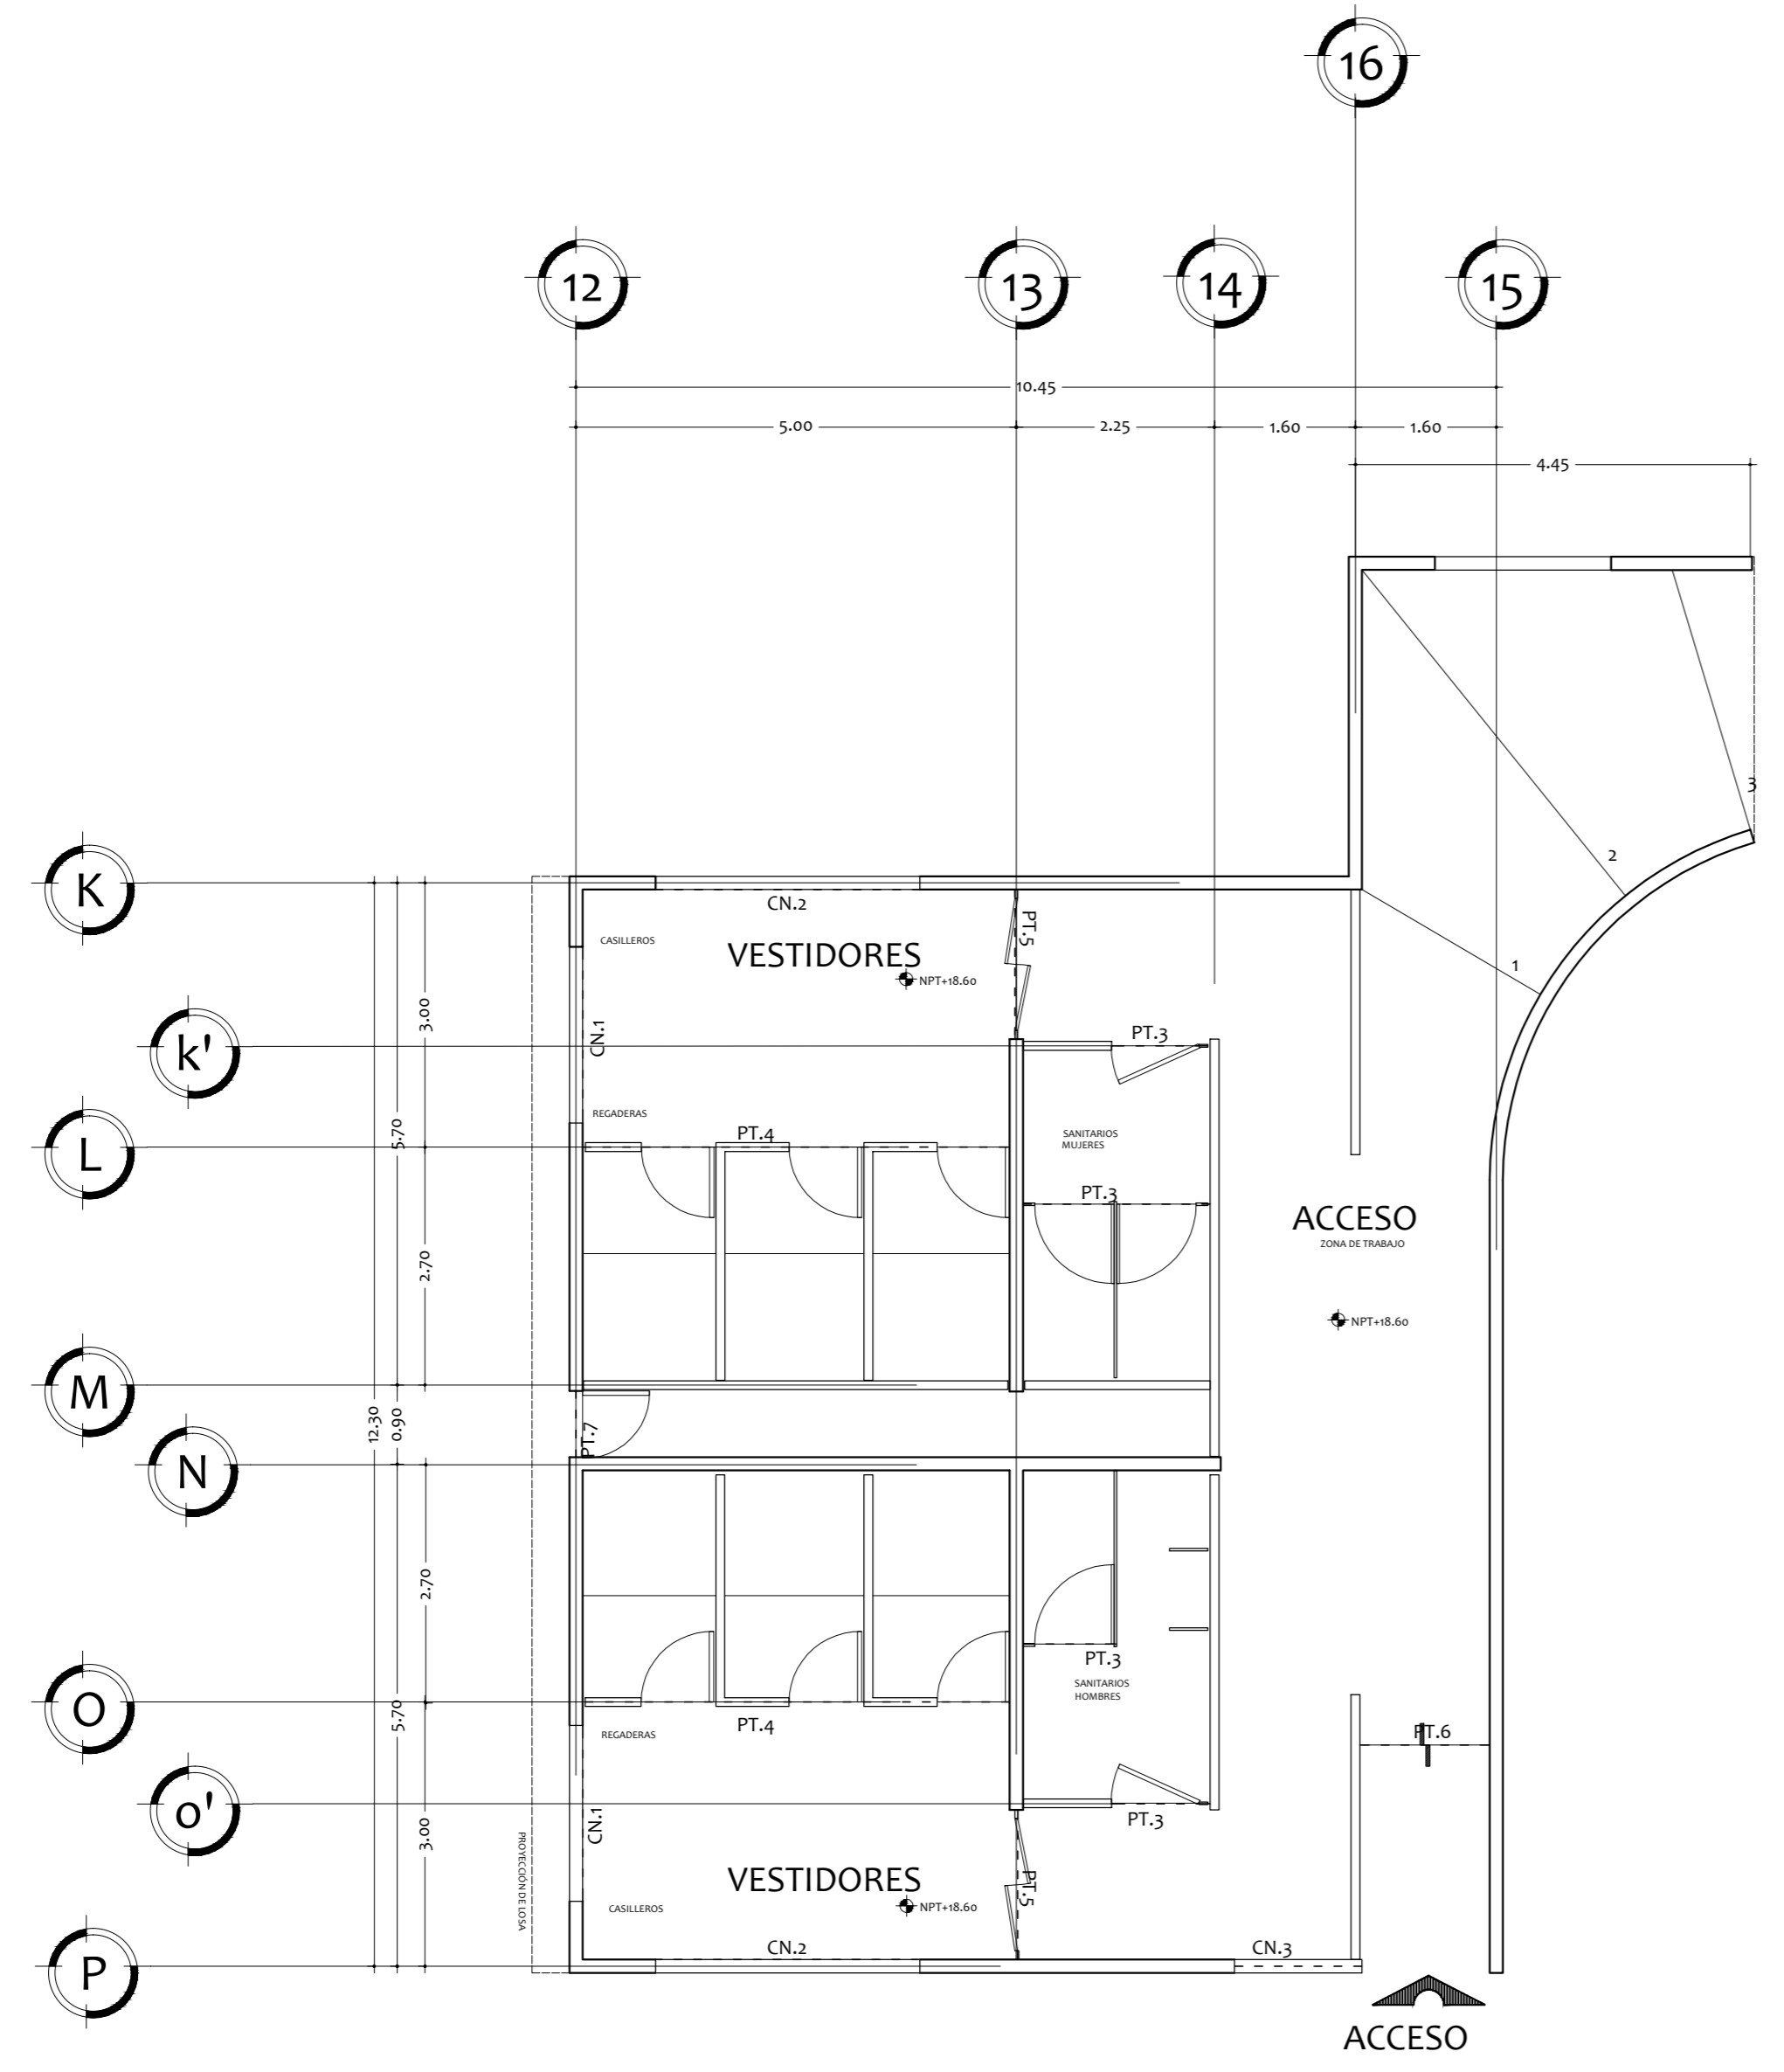 16
12
13
14
15
10.45
5.00
2.25
1.60
1.60
4.45
3
2
1
K
k'
L
M
N
O
o'
P
3.00
5.70
2.70
12.30
0.90
2.70
5.70
3.00
CN.2
CASILLEROS
VESTIDORES
NPT+18.60
PT.5
CN.1
PT.3
REGADERAS
PT.4
SANITARIOS
MUJERES
PT.3
ACCESO
ZONA DE TRABAJO
NPT+18.60
PT.7
PT.3
SANITARIOS
HOMBRES
PT.4
REGADERAS
PT.6
CN.1
PT.3
PROYECCIÓN DE LOSA
VESTIDORES
NPT+18.60
PT.5
CASILLEROS
CN.2
CN.3
ACCESO